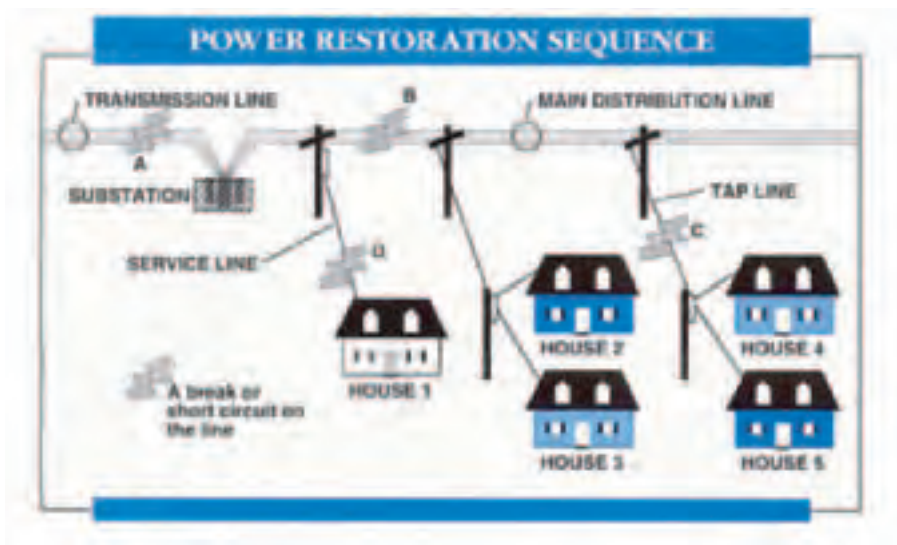 POWER RESTORATION SEQUENCE
TRANSMISSION LINE
B
MAIN DISTRIBUTION LINE
A
SUBSTATION
TAP LINE
C
SERVICE LINE
D
HOUSE 1
HOUSE 2
HOUSE 4
A break or
short circuit on
the line
HOUSE 3
HOUSE 5